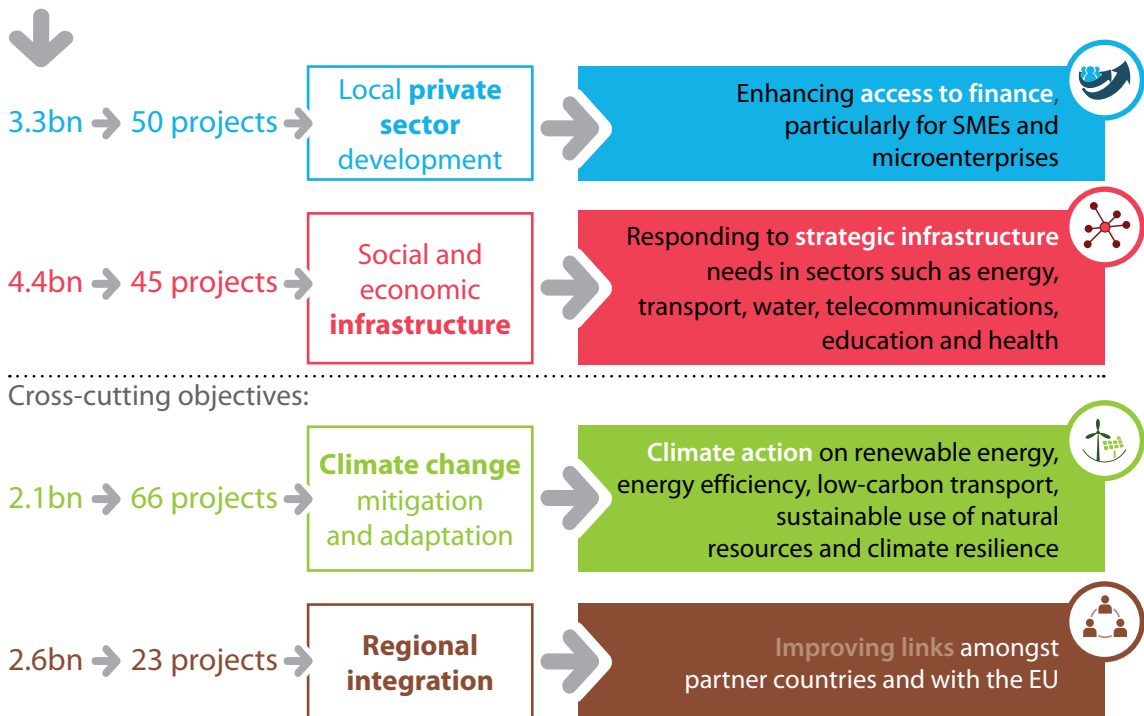 3.3bn
50 projects
Local private
sector
development
Enhancing access to finance,
particularly for SMEs and
microenterprises
4.4bn
45 projects
Social and
economic
infrastructure
Responding to strategic infrastructure
needs in sectors such as energy,
transport, water, telecommunications,
education and health
Cross-cutting objectives:
2.1bn
66 projects
Climate change
mitigation
and adaptation
Climate action on renewable energy,
energy efficiency, low-carbon transport,
sustainable use of natural
resources and climate resilience
2.6bn
23 projects
Regional
integration
Improving links amongst
partner countries and with the EU